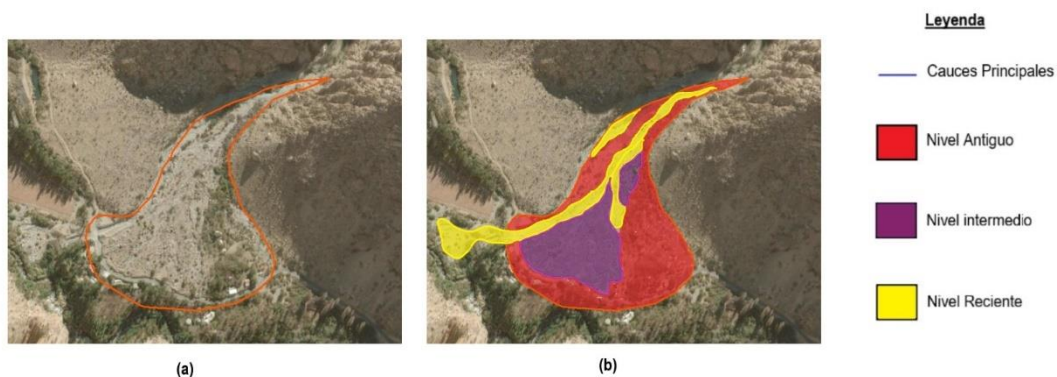 Leyenda
Cauces Principales
Nivel Antiguo
Nivel intermedio
Nivel Reciente
(a)
(b)